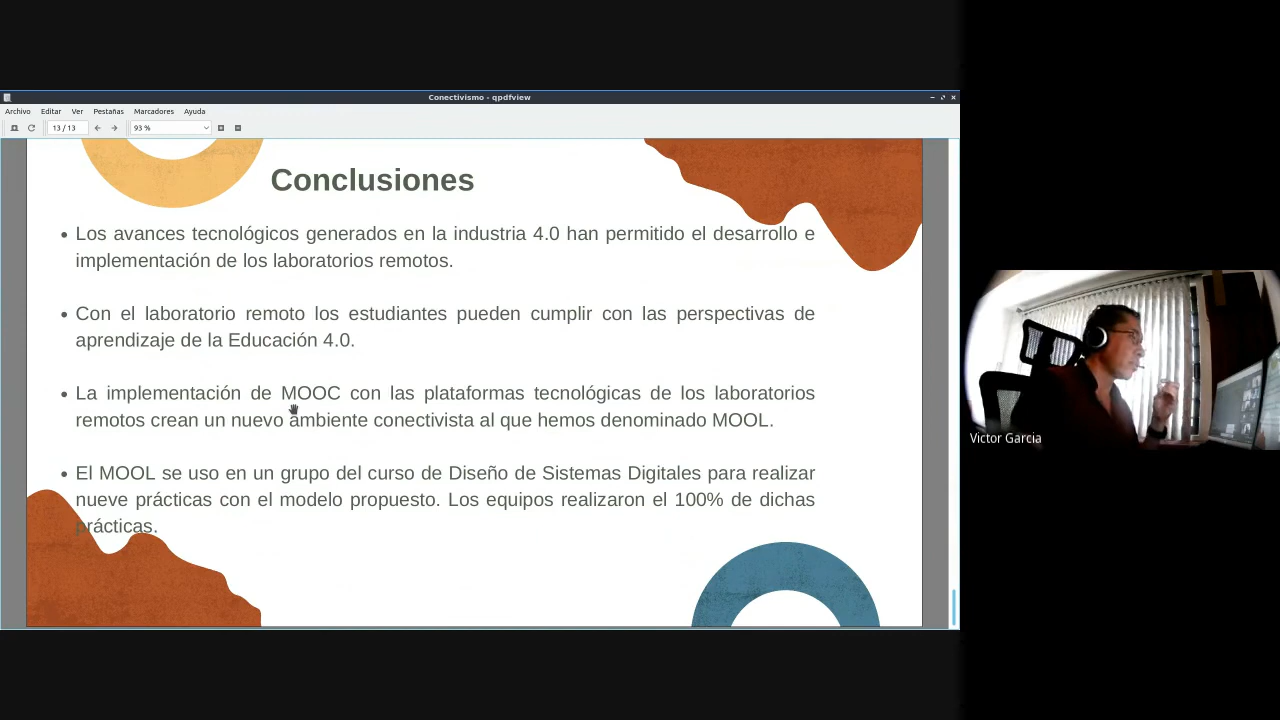 Conectivismo - qpdfview
Archivo Editar Ver Pestañas Marcadores Ayuda
13 / 13 93 %
Conclusiones
• Los avances tecnológicos generados en la industria 4.0 han permitido el desarrollo e
implementación de los laboratorios remotos.
• Con el laboratorio remoto los estudiantes pueden cumplir con las perspectivas de
aprendizaje de la Educación 4.0.
• La implementación de MOOC con las plataformas tecnológicas de los laboratorios
remotos crean un nuevo ambiente conectivista al que hemos denominado MOOL.
• El MOOL se uso en un grupo del curso de Diseño de Sistemas Digitales para realizar
nueve prácticas con el modelo propuesto. Los equipos realizaron el 100% de dichas
prácticas.
Victor Garcia